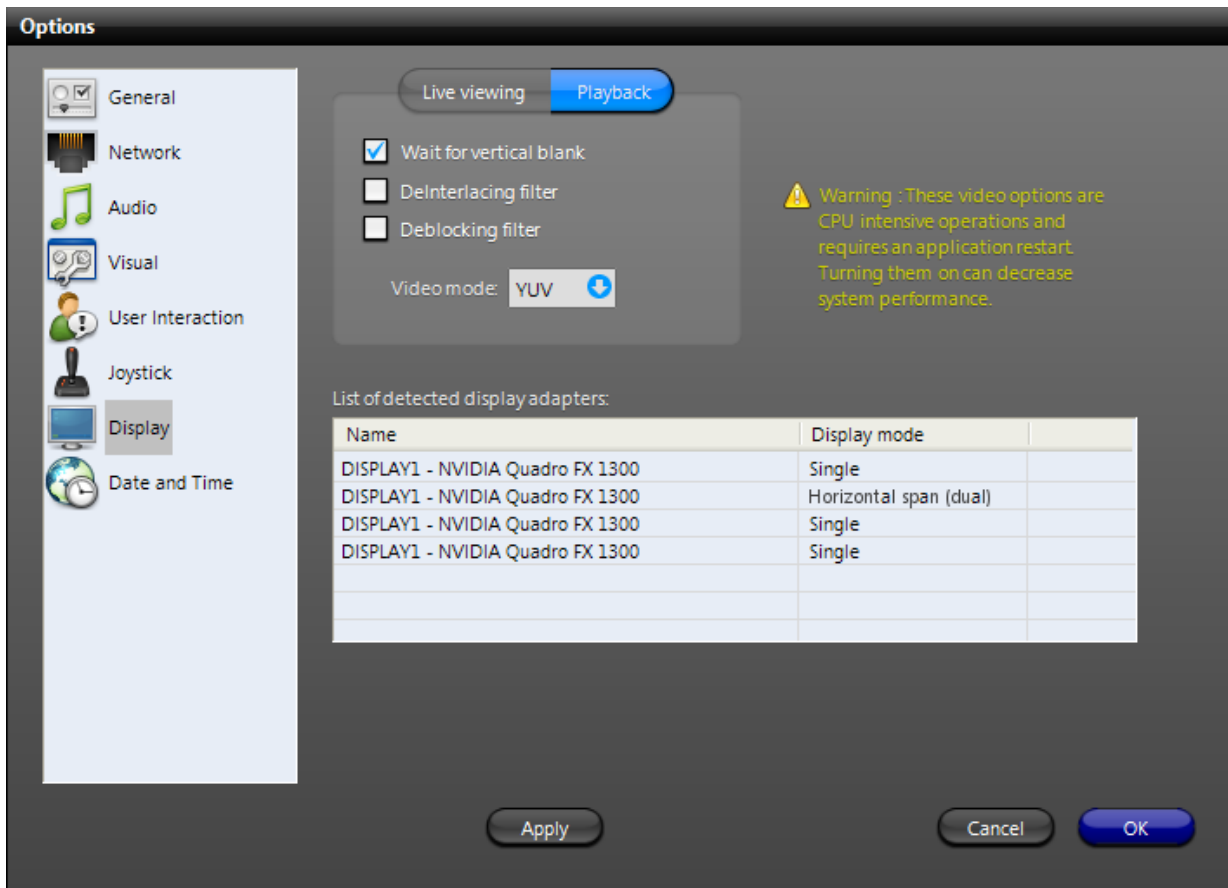 Options
General
Network
Audio
Visual
User Interaction
Joystick
Display
Date and Time
Live viewing
Playback
Wait for vertical blank
DeInterlacing filter
Deblocking filter
Video mode: YUV
Warning : These video options are
CPU intensive operations and
requires an application restart.
Turning them on can decrease
system performance.
List of detected display adapters:
Name Display mode
DISPLAY1 - NVIDIA Quadro FX 1300 Single
DISPLAY1 - NVIDIA Quadro FX 1300 Horizontal span (dual)
DISPLAY1 - NVIDIA Quadro FX 1300 Single
DISPLAY1 - NVIDIA Quadro FX 1300 Single
Apply
Cancel
OK